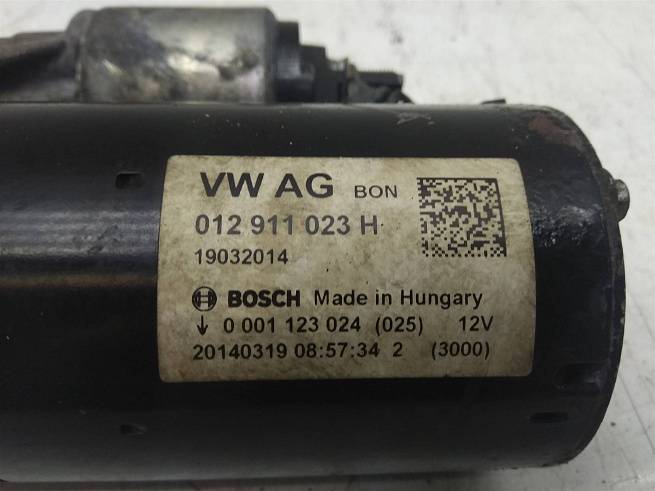 VW AG BON
012 911 023 H
19032014
BOSCH Made in Hungary
↓ 0 001 123 024 (025) 12V
20140319 08:57:34 2 (3000)